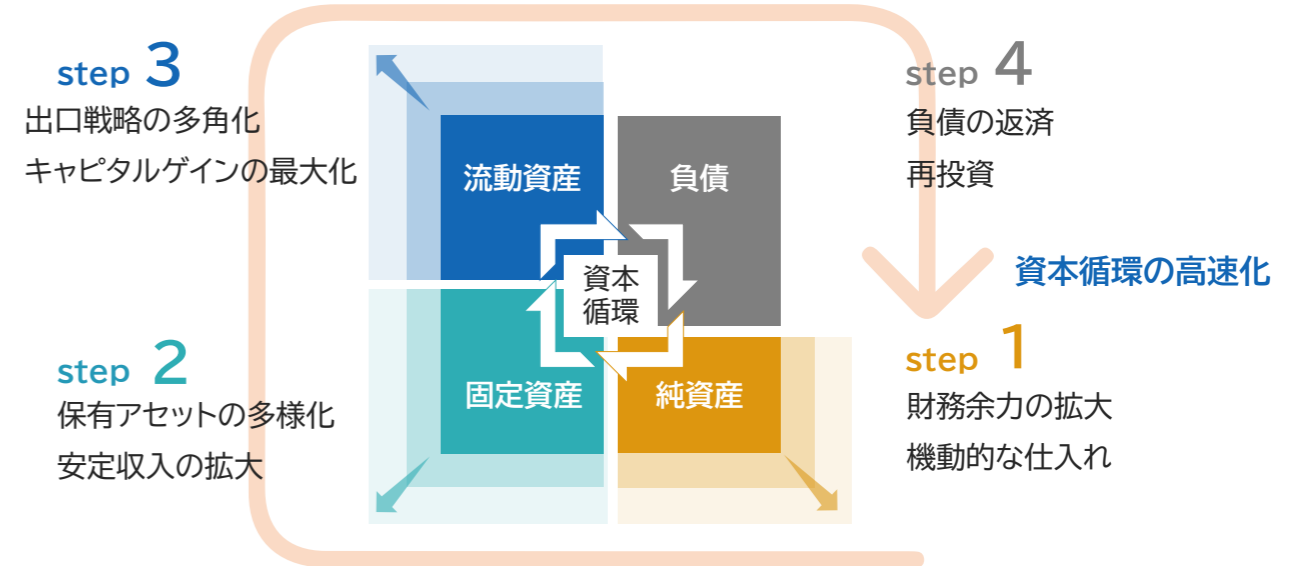 step 3
出口戦略の多角化
キャピタルゲインの最大化
step 4
負債の返済
再投資
流動資産
負債
資本
循環
資本循環の高速化
step 2
保有アセットの多様化
安定収入の拡大
固定資産
純資産
step 1
財務余力の拡大
機動的な仕入れ